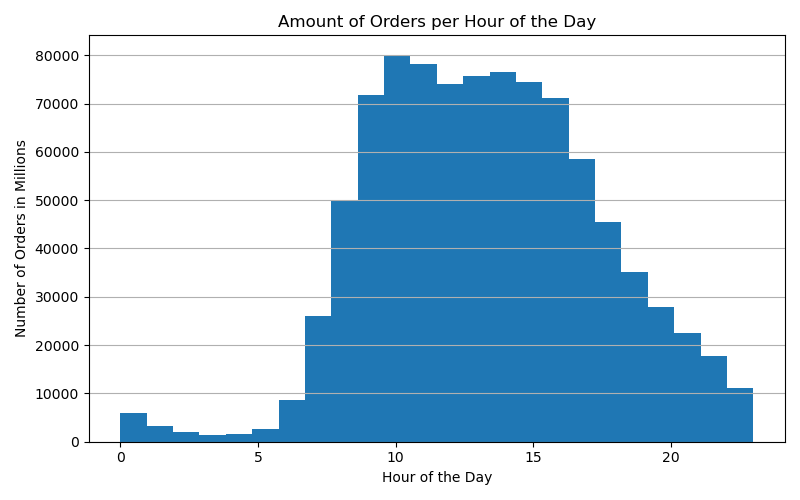 Amount of Orders per Hour of the Day
80000
70000
60000
50000
40000
30000
20000
10000
0
Number of Orders in Millions
0 5 10 15 20
Hour of the Day